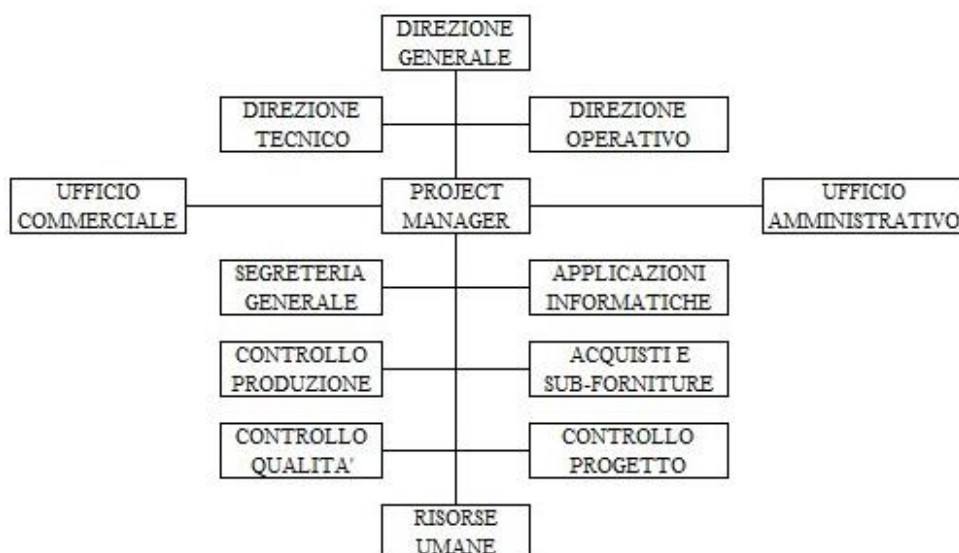 DIREZIONE
GENERALE
DIREZIONE
TECNICO
DIREZIONE
OPERATIVO
UFFICIO
COMMERCIALE
PROJECT
MANAGER
UFFICIO
AMMINISTRATIVO
SEGRETERIA
GENERALE
APPLICAZIONI
INFORMATICHE
CONTROLLO
PRODUZIONE
ACQUISTI E
SUB-FORNITURE
CONTROLLO
QUALITA'
CONTROLLO
PROGETTO
RISORSE
UMANE